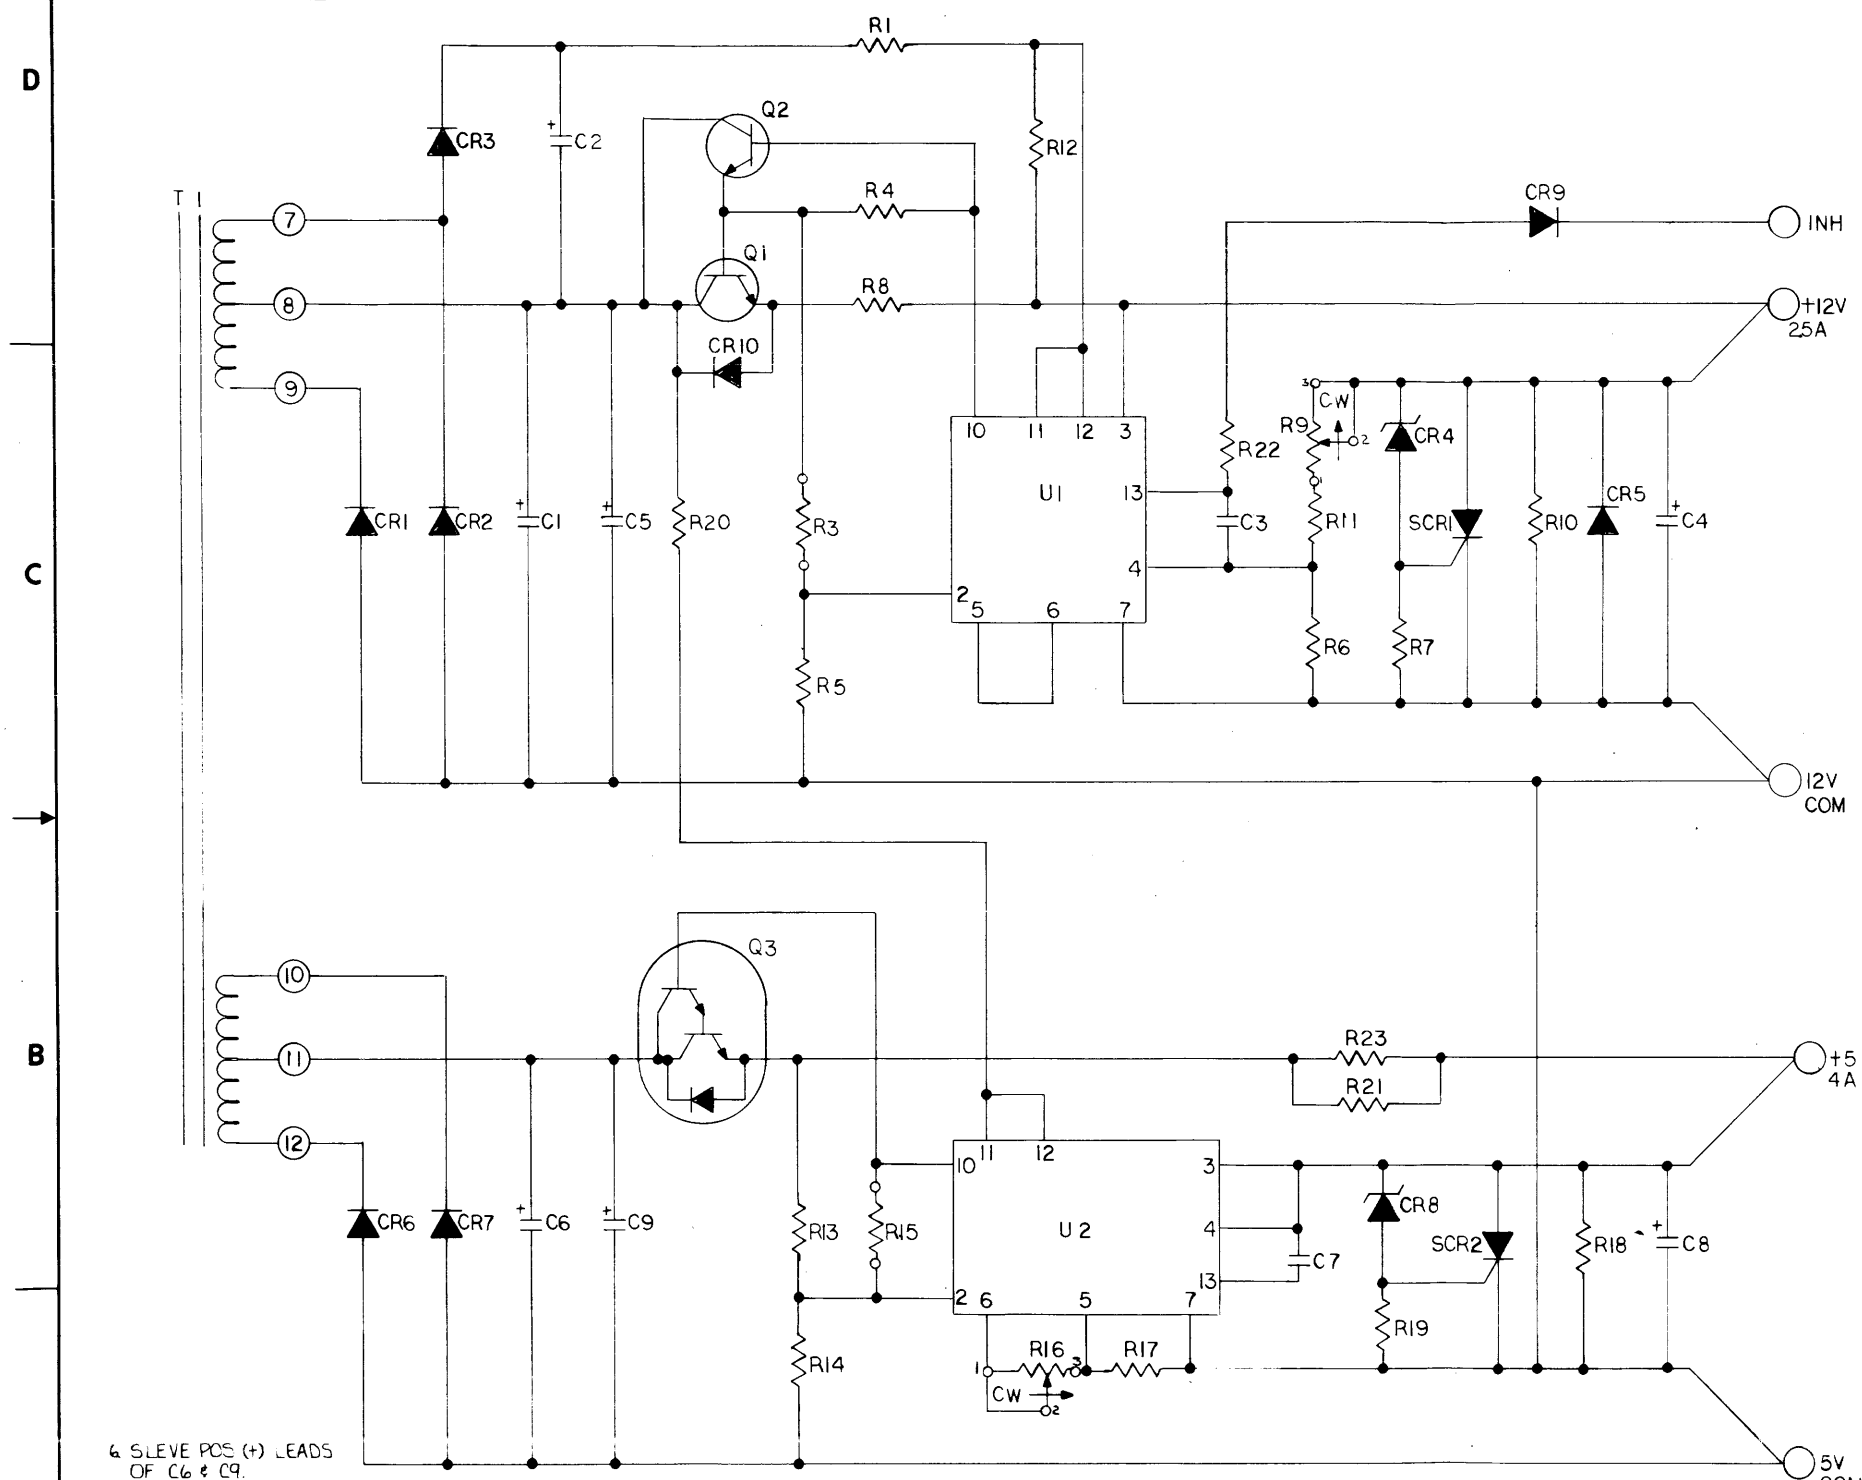 R1
D
Q2
CR3
+
C2
R12
R4
CR9
T1
7
INH
Q1
R8
8
+12V
25A
CR10
9
3
CW
10
11
12
3
R9
2
CR4
R22
1
U1
13
CR5
+
C1
+
C5
R20
R3
C3
R11
SCR1
R10
+
C4
CR1
CR2
C
4
2
5
6
7
R6
R7
R5
12V
COM
Q3
10
B
11
R23
+5
4A
R21
12
11
12
10
3
CR8
CR6
CR7
+
C6
+
C9
R13
R15
U2
4
SCR2
R18
+
C8
C7
13
2
6
5
7
R19
R14
1
R16
3
R17
CW
2
6. SLEVE POS (+) LEADS
OF C6 & C9.
5V